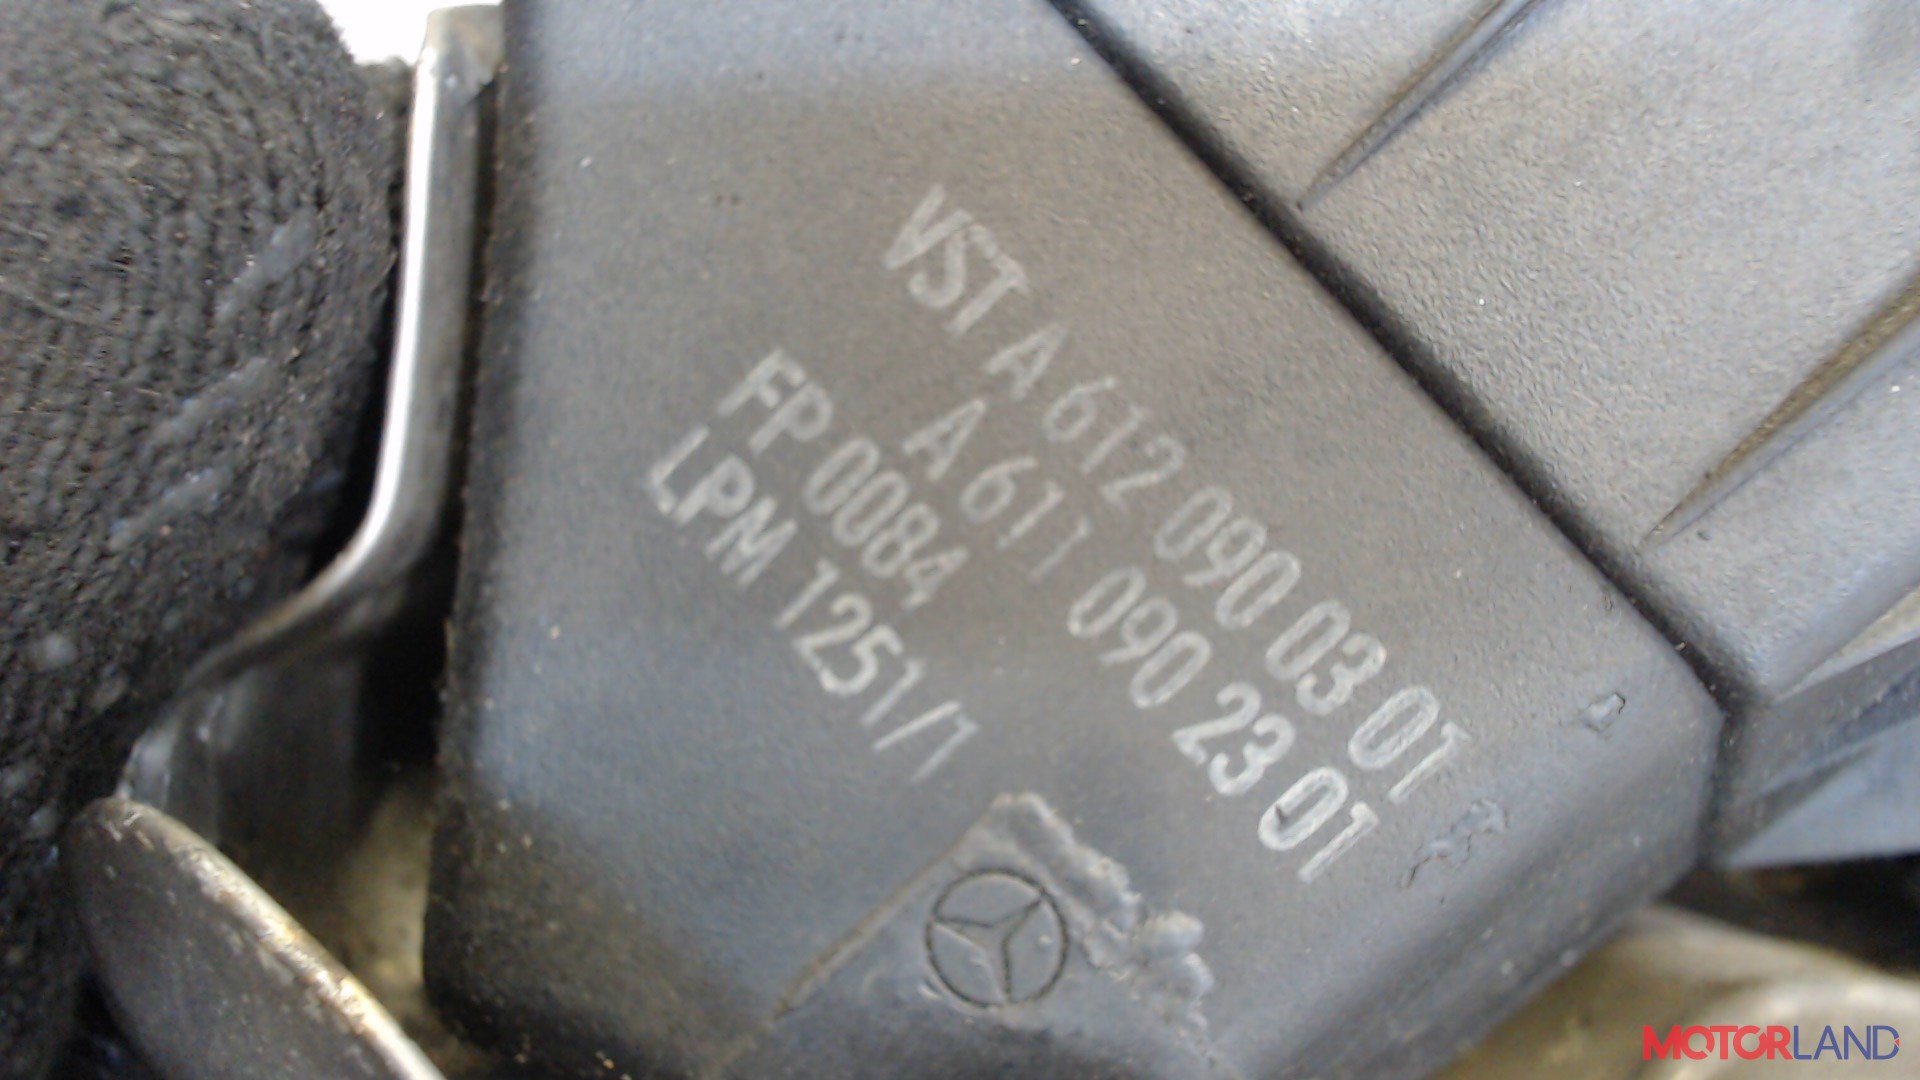 VST A 612 090 03 01
A 611 090 23 01
FP 0084
LPM 1251/1
MOTORLAND